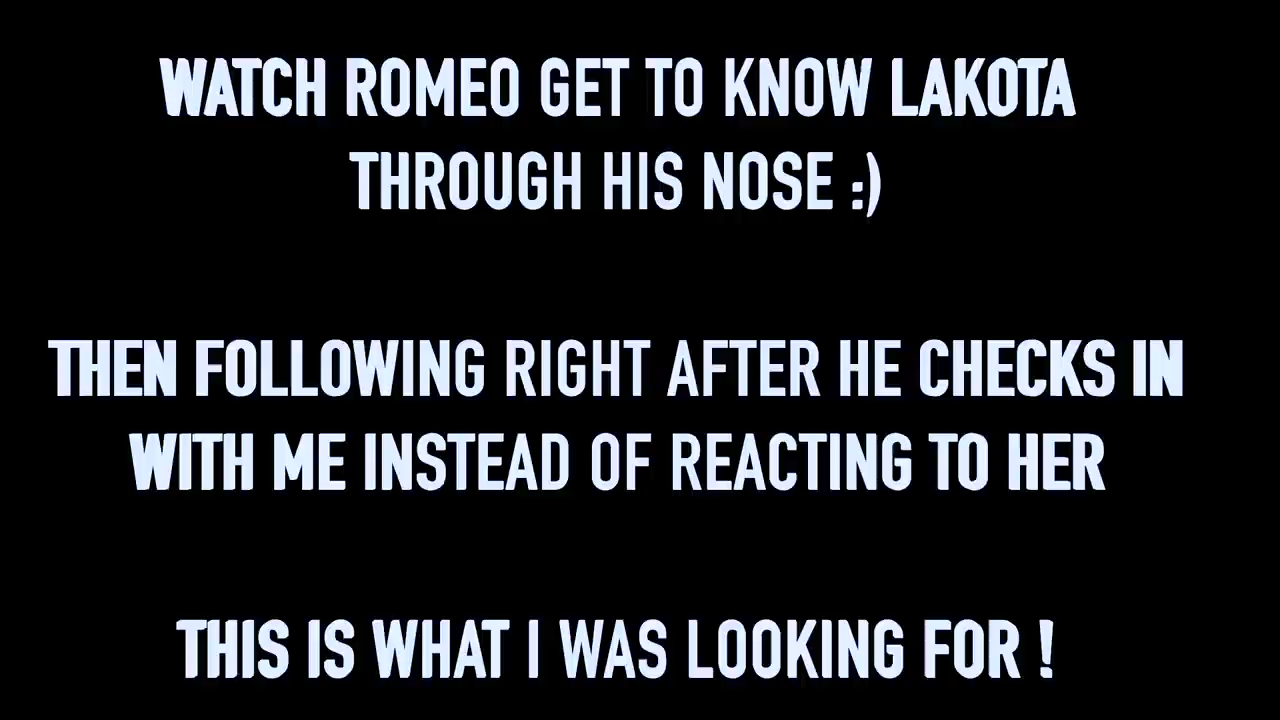 WATCH ROMEO GET TO KNOW LAKOTA
THROUGH HIS NOSE :)
THEN FOLLOWING RIGHT AFTER HE CHECKS IN
WITH ME INSTEAD OF REACTING TO HER
THIS IS WHAT I WAS LOOKING FOR !